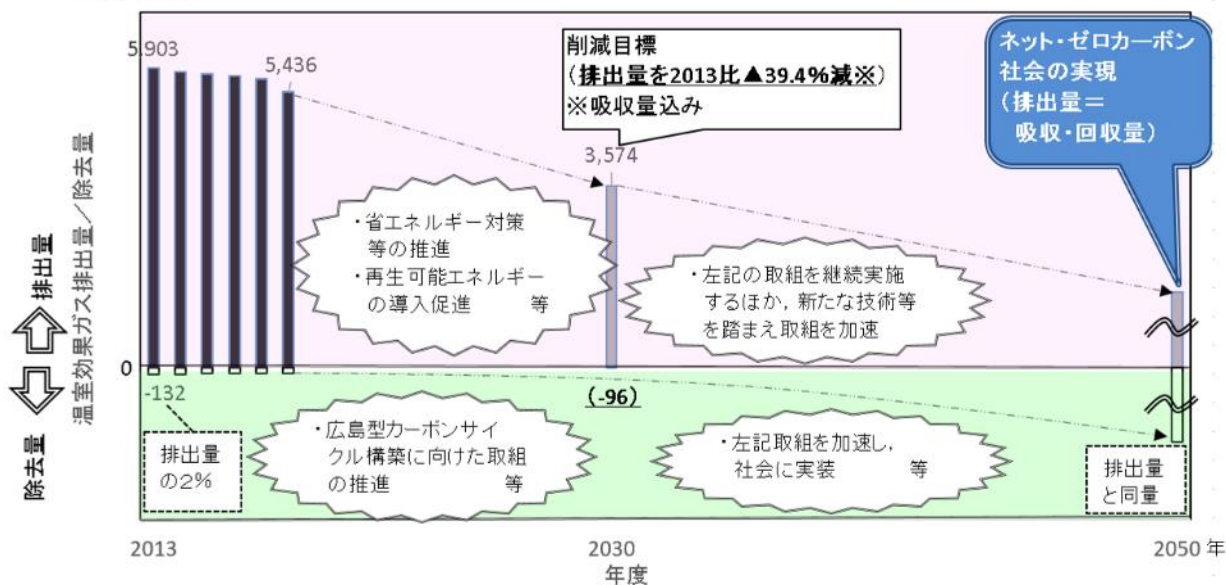 5,903
5,436
削減目標
(排出量を2013比▲39.4%減※)
※吸収量込み
3,574
ネット・ゼロカーボン
社会の実現
(排出量＝
吸収・回収量)
・省エネルギー対策
等の推進
・再生可能エネルギー
の導入促進　等
・左記の取組を継続実施
するほか，新たな技術等
を踏まえ取組を加速
排出量
除去量
温室効果ガス排出量／除去量
0
-132
排出量
の2%
・広島型カーボンサイ
クル構築に向けた取組
の推進　等
(-96)
・左記取組を加速し，
社会に実装　等
排出量
と同量
2013
2030
2050 年
年度